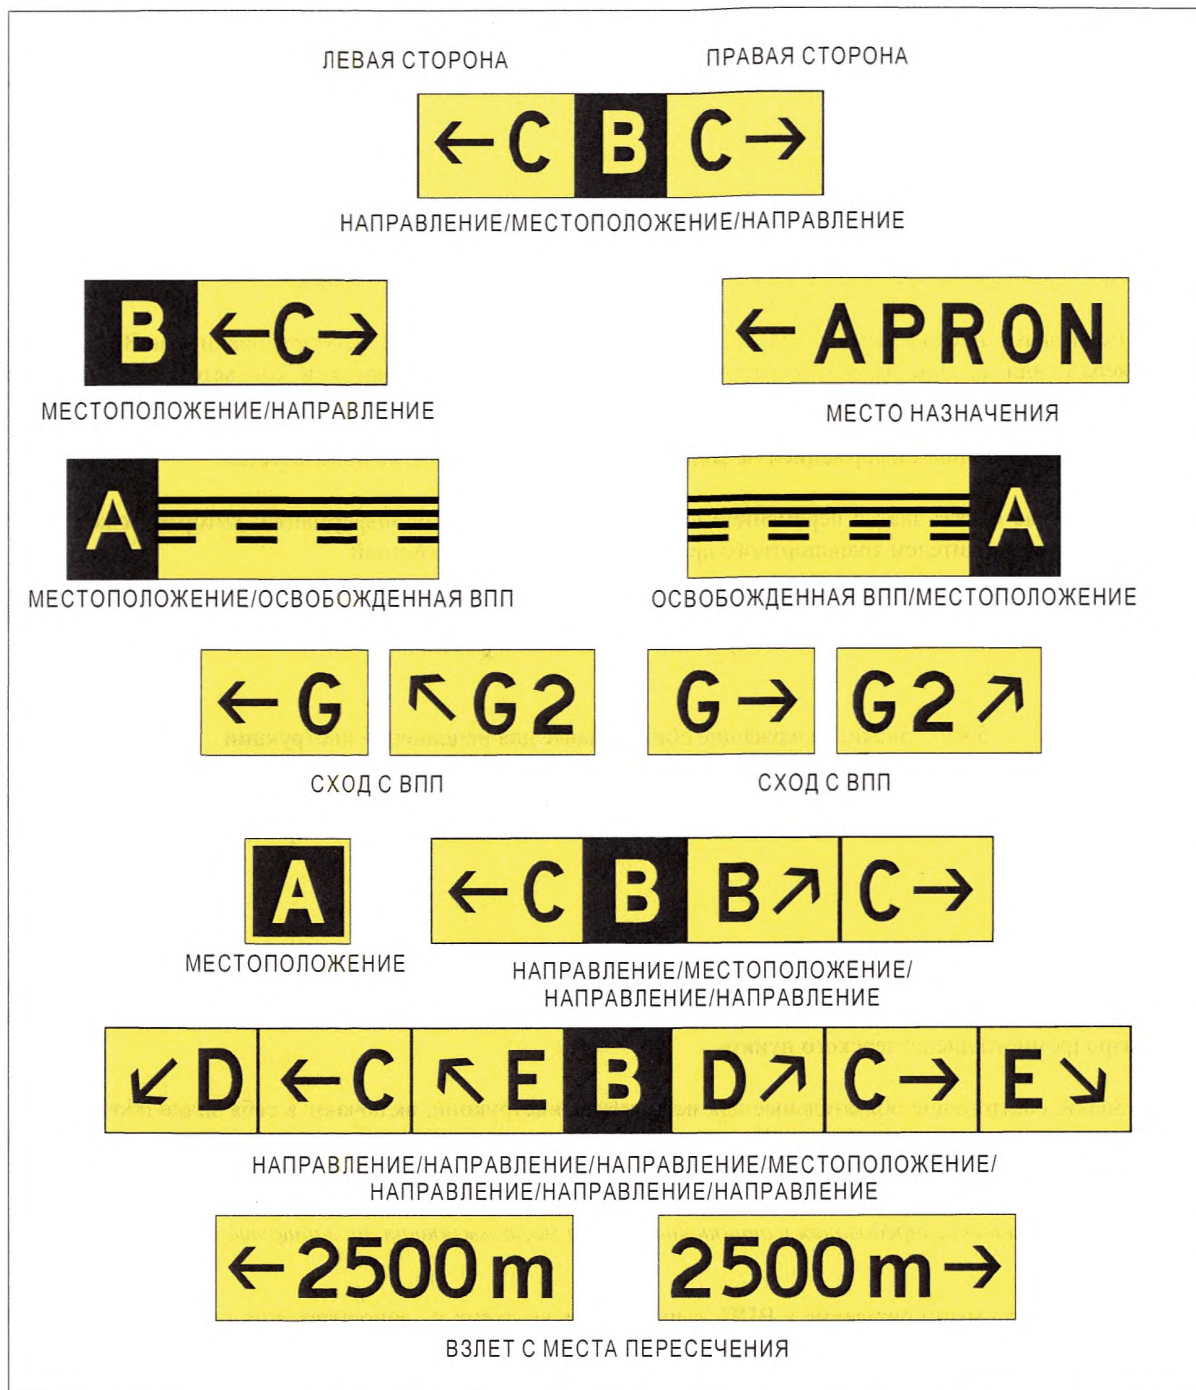 ЛЕВАЯ СТОРОНА ПРАВАЯ СТОРОНА
←C B C→
НАПРАВЛЕНИЕ/МЕСТОПОЛОЖЕНИЕ/НАПРАВЛЕНИЕ
B ←C→ ←APRON
МЕСТОПОЛОЖЕНИЕ/НАПРАВЛЕНИЕ МЕСТО НАЗНАЧЕНИЯ
A A
МЕСТОПОЛОЖЕНИЕ/ОСВОБОЖДЕННАЯ ВПП ОСВОБОЖДЕННАЯ ВПП/МЕСТОПОЛОЖЕНИЕ
←G ↖G2 G→ G2↗
СХОД С ВПП СХОД С ВПП
A ←C B B↗ C→
МЕСТОПОЛОЖЕНИЕ НАПРАВЛЕНИЕ/МЕСТОПОЛОЖЕНИЕ/
НАПРАВЛЕНИЕ/НАПРАВЛЕНИЕ
↙D ←C ↖E B D↗ C→ E↘
НАПРАВЛЕНИЕ/НАПРАВЛЕНИЕ/НАПРАВЛЕНИЕ/МЕСТОПОЛОЖЕНИЕ/
НАПРАВЛЕНИЕ/НАПРАВЛЕНИЕ/НАПРАВЛЕНИЕ
←2500m 2500m→
ВЗЛЕТ С МЕСТА ПЕРЕСЕЧЕНИЯ